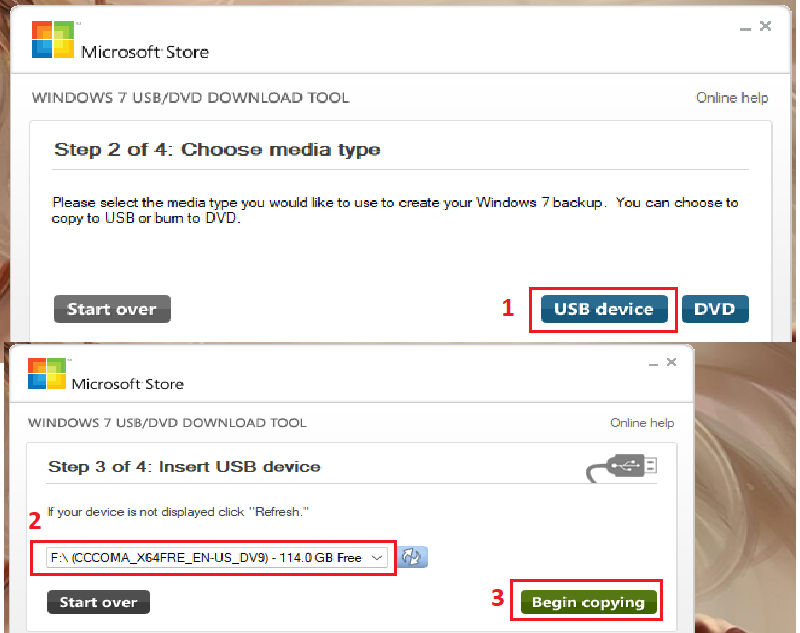 Microsoft Store
WINDOWS 7 USB/DVD DOWNLOAD TOOL
Online help
Step 2 of 4: Choose media type
Please select the media type you would like to use to create your Windows 7 backup. You can choose to
copy to USB or burn to DVD.
Start over
1
USB device
DVD
Microsoft Store
WINDOWS 7 USB/DVD DOWNLOAD TOOL
Online help
Step 3 of 4: Insert USB device
If your device is not displayed click "Refresh."
2
F:\ (CCCOMA_X64FRE_EN-US_DV9) - 114.0 GB Free
Start over
3
Begin copying